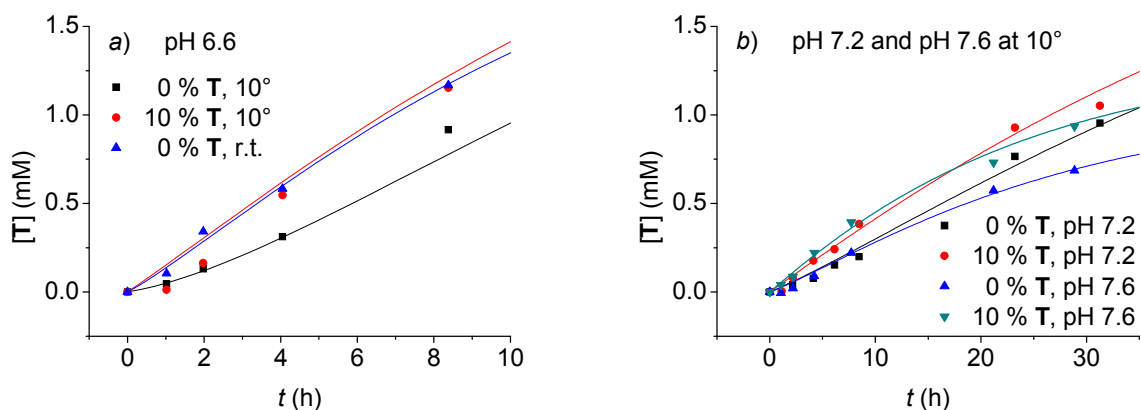 a) pH 6.6
0 % T, 10°
10 % T, 10°
0 % T, r.t.
[T] (mM)
1.5
1.0
0.5
0.0
0 2 4 6 8 10
t (h)
b) pH 7.2 and pH 7.6 at 10°
[T] (mM)
1.5
1.0
0.5
0.0
0 % T, pH 7.2
10 % T, pH 7.2
0 % T, pH 7.6
10 % T, pH 7.6
0 10 20 30
t (h)